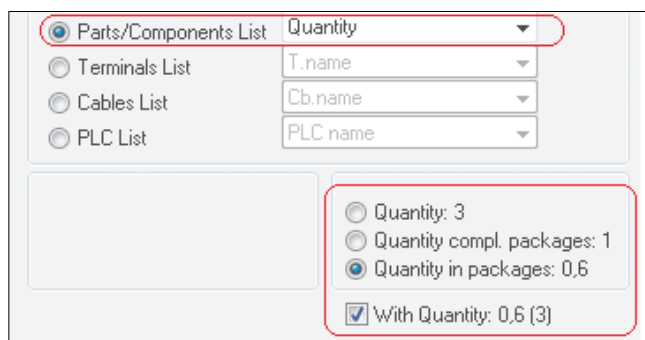 Parts/Components List Quantity
Terminals List T.name
Cables List Cb.name
PLC List PLC name
Quantity: 3
Quantity compl. packages: 1
Quantity in packages: 0,6
With Quantity: 0,6 (3)